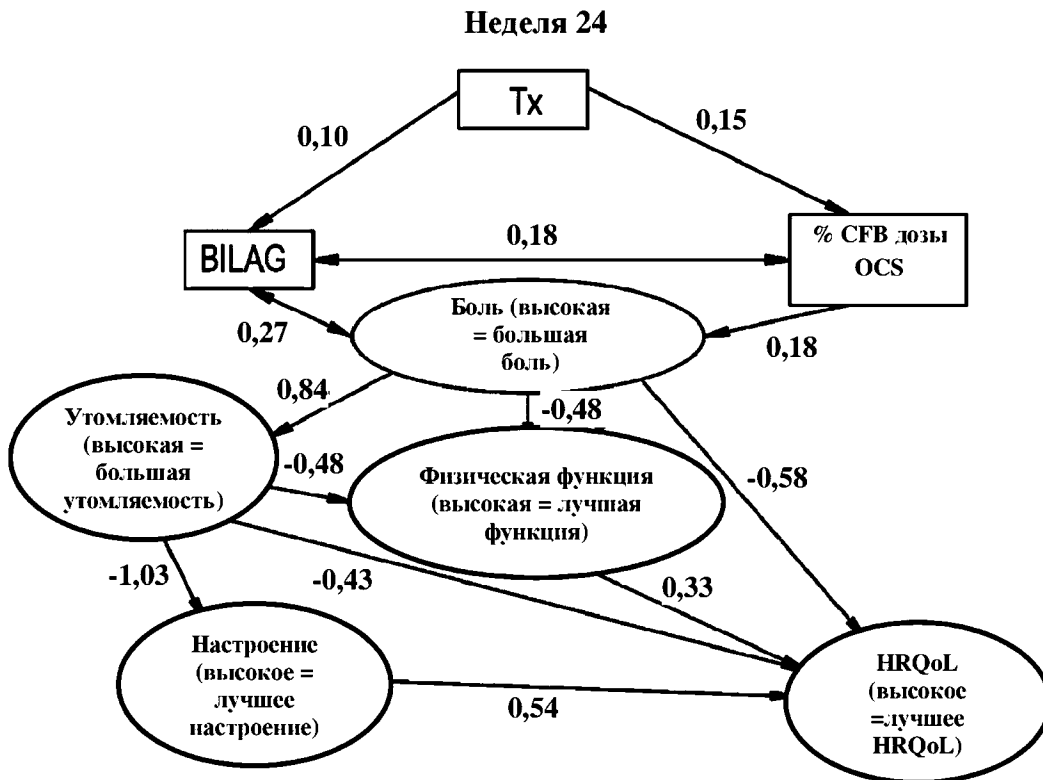 Неделя 24
Tx
0,10
0,15
BILAG
0,18
% CFB дозы
OCS
0,27
Боль (высокая
= большая
боль)
0,18
0,84
-0,48
Утомляемость
(высокая =
большая
утомляемость)
-0,48
Физическая функция
(высокая = лучшая
функция)
-0,58
-1,03
-0,43
0,33
Настроение
(высокое =
лучшее
настроение)
0,54
HRQoL
(высокое
=лучшее
HRQoL)